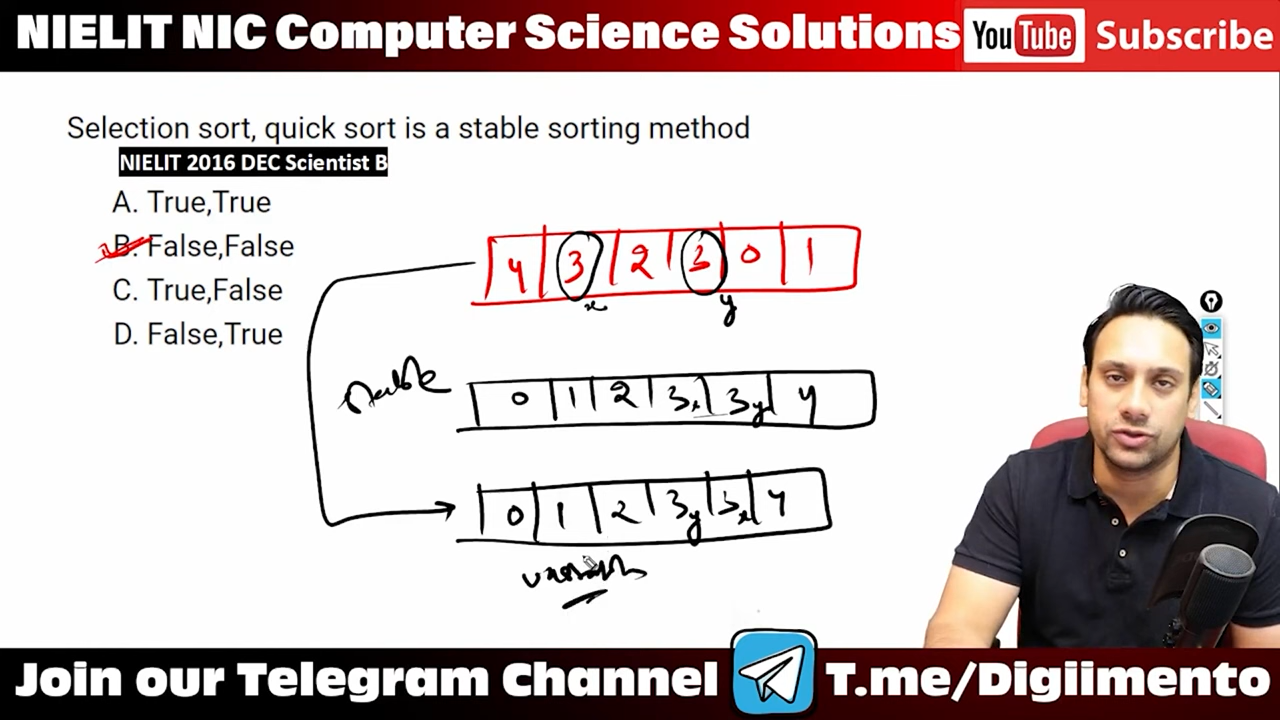 NIELIT NIC Computer Science Solutions YouTube Subscribe
Selection sort, quick sort is a stable sorting method
NIELIT 2016 DEC Scientist B
A. True,True
B. False,False
C. True,False
D. False,True
4 3 2 3 0 1
x y
stable
0 1 2 3x 3y 4
0 1 2 3y 3x 4
Join our Telegram Channel T.me/Digiimento